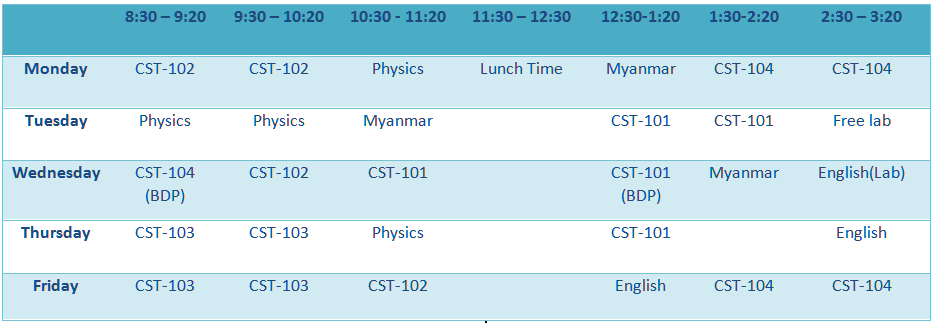 8:30 – 9:20 9:30 – 10:20 10:30 - 11:20 11:30 – 12:30 12:30-1:20 1:30-2:20 2:30 – 3:20
Monday CST-102 CST-102 Physics Lunch Time Myanmar CST-104 CST-104
Tuesday Physics Physics Myanmar CST-101 CST-101 Free lab
Wednesday CST-104 CST-102 CST-101 CST-101 Myanmar English(Lab)
(BDP) (BDP)
Thursday CST-103 CST-103 Physics CST-101 English
Friday CST-103 CST-103 CST-102 English CST-104 CST-104